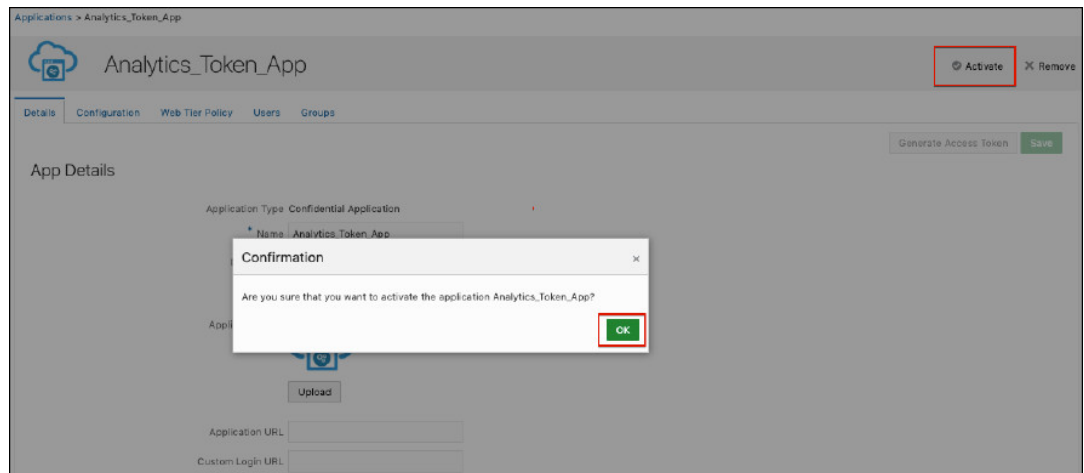 Applications > Analytics_Token_App
Analytics_Token_App
Activate
Remove
Details
Configuration
Web Tier Policy
Users
Groups
Generate Access Token
Save
App Details
Application Type Confidential Application
* Name Analytics_Token_App
Confirmation
Are you sure that you want to activate the application Analytics_Token_App?
Appli
OK
Upload
Application URL
Custom Login URL